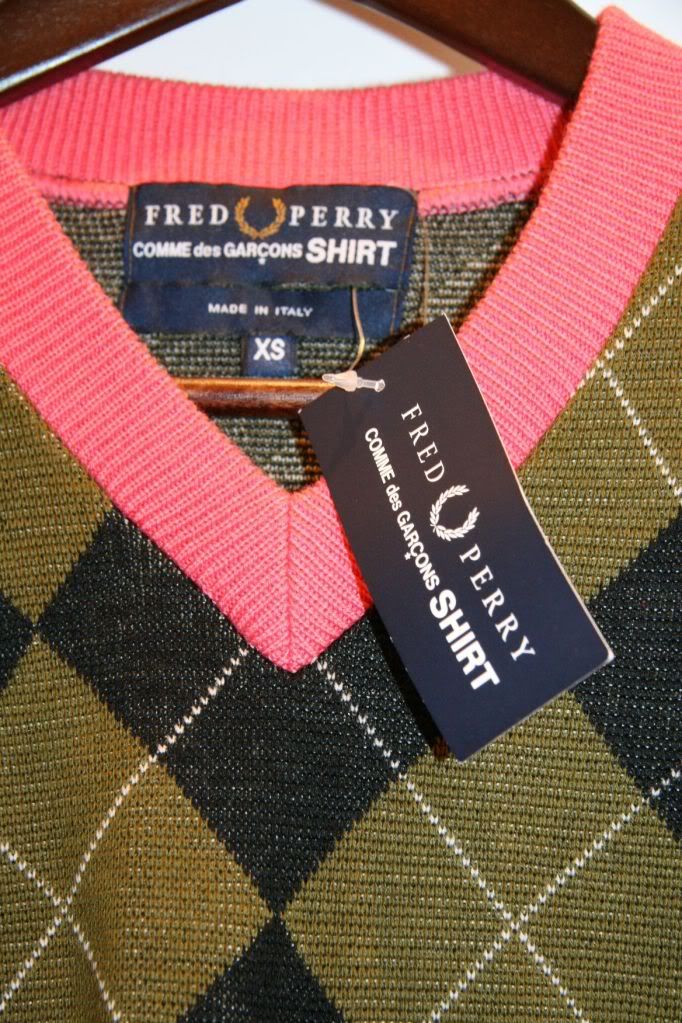 FRED PERRY
COMME des GARÇONS SHIRT
MADE IN ITALY
XS
FRED PERRY
COMME des GARÇONS SHIRT